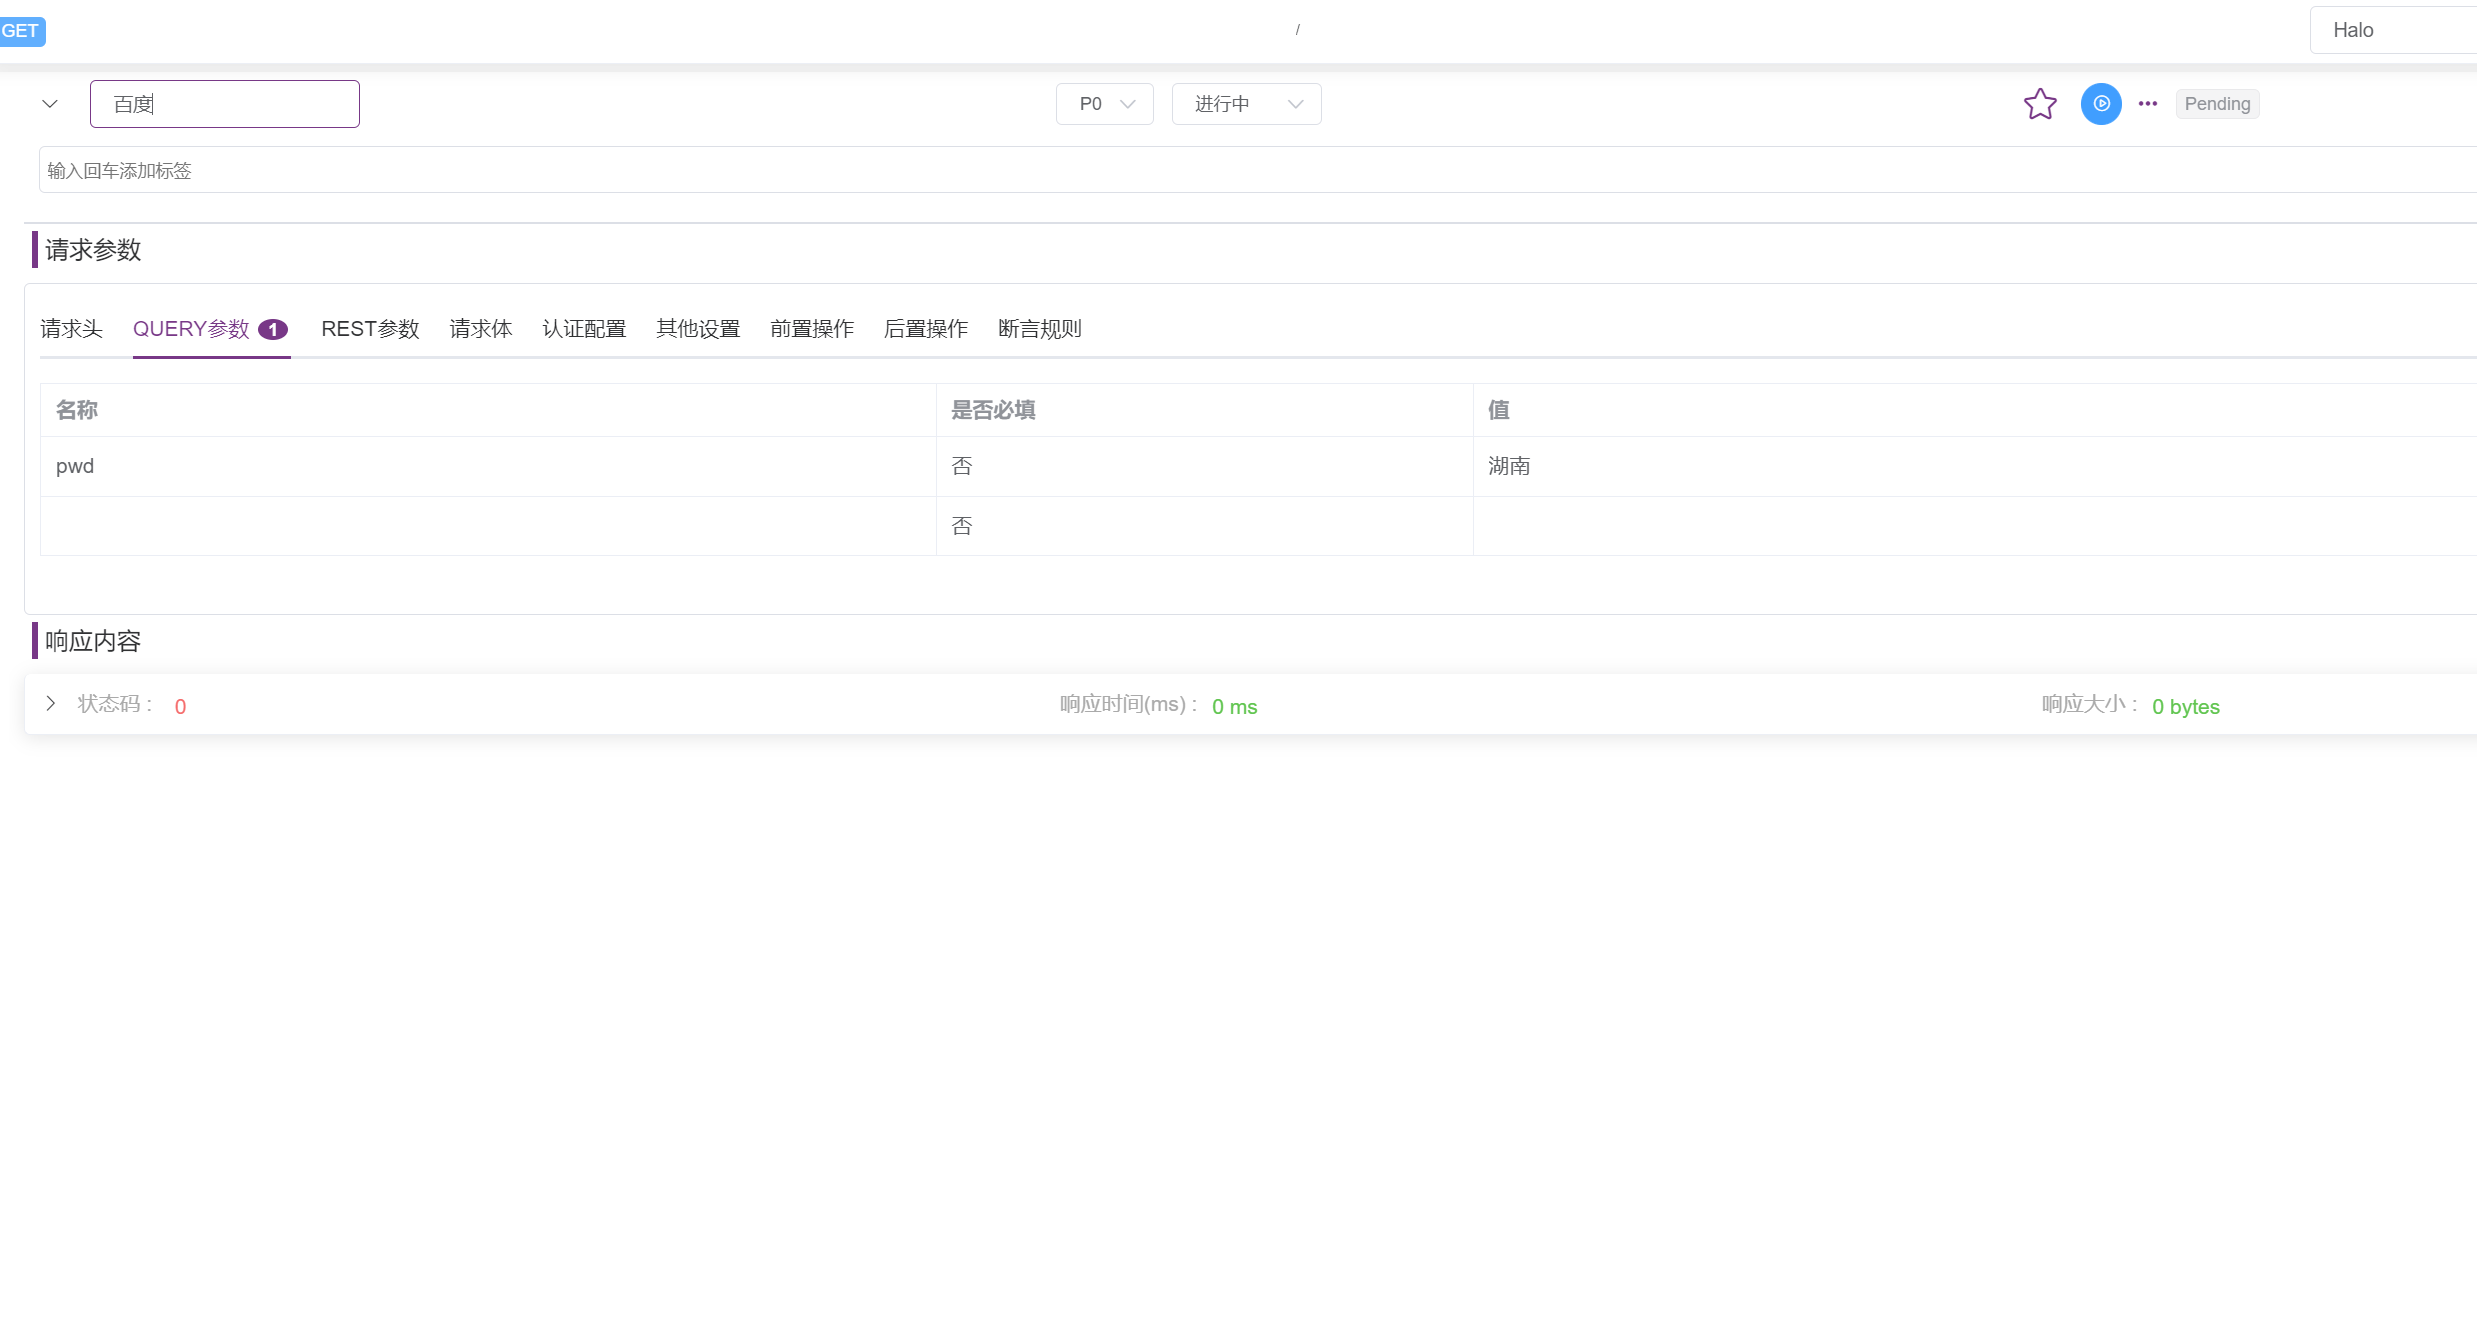 GET / Halo
百度 P0 进行中 Pending
输入回车添加标签
请求参数
请求头 QUERY参数 1 REST参数 请求体 认证配置 其他设置 前置操作 后置操作 断言规则
名称 是否必填 值
pwd 否 湖南
否
响应内容
状态码： 0 响应时间(ms)： 0 ms 响应大小： 0 bytes